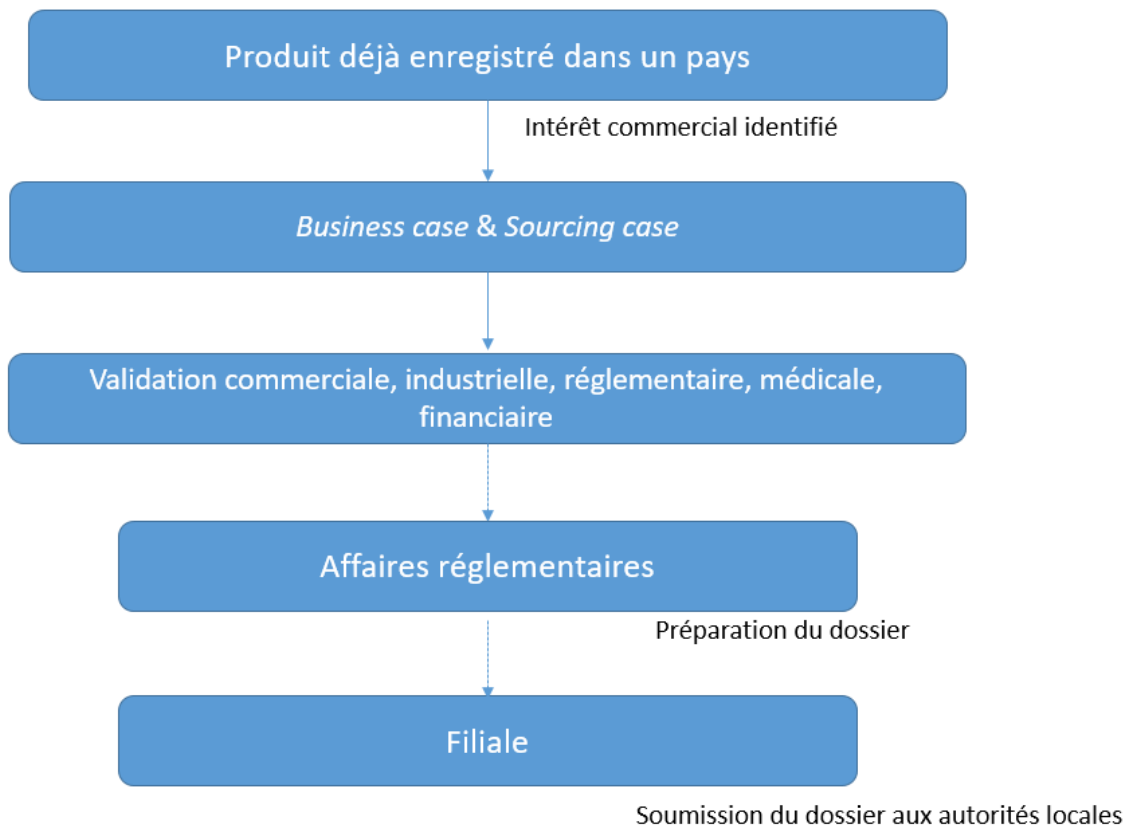 Produit déjà enregistré dans un pays
Intérêt commercial identifié
Business case & Sourcing case
Validation commerciale, industrielle, réglementaire, médicale,
financiaire
Affaires réglementaires
Préparation du dossier
Filiale
Soumission du dossier aux autorités locales